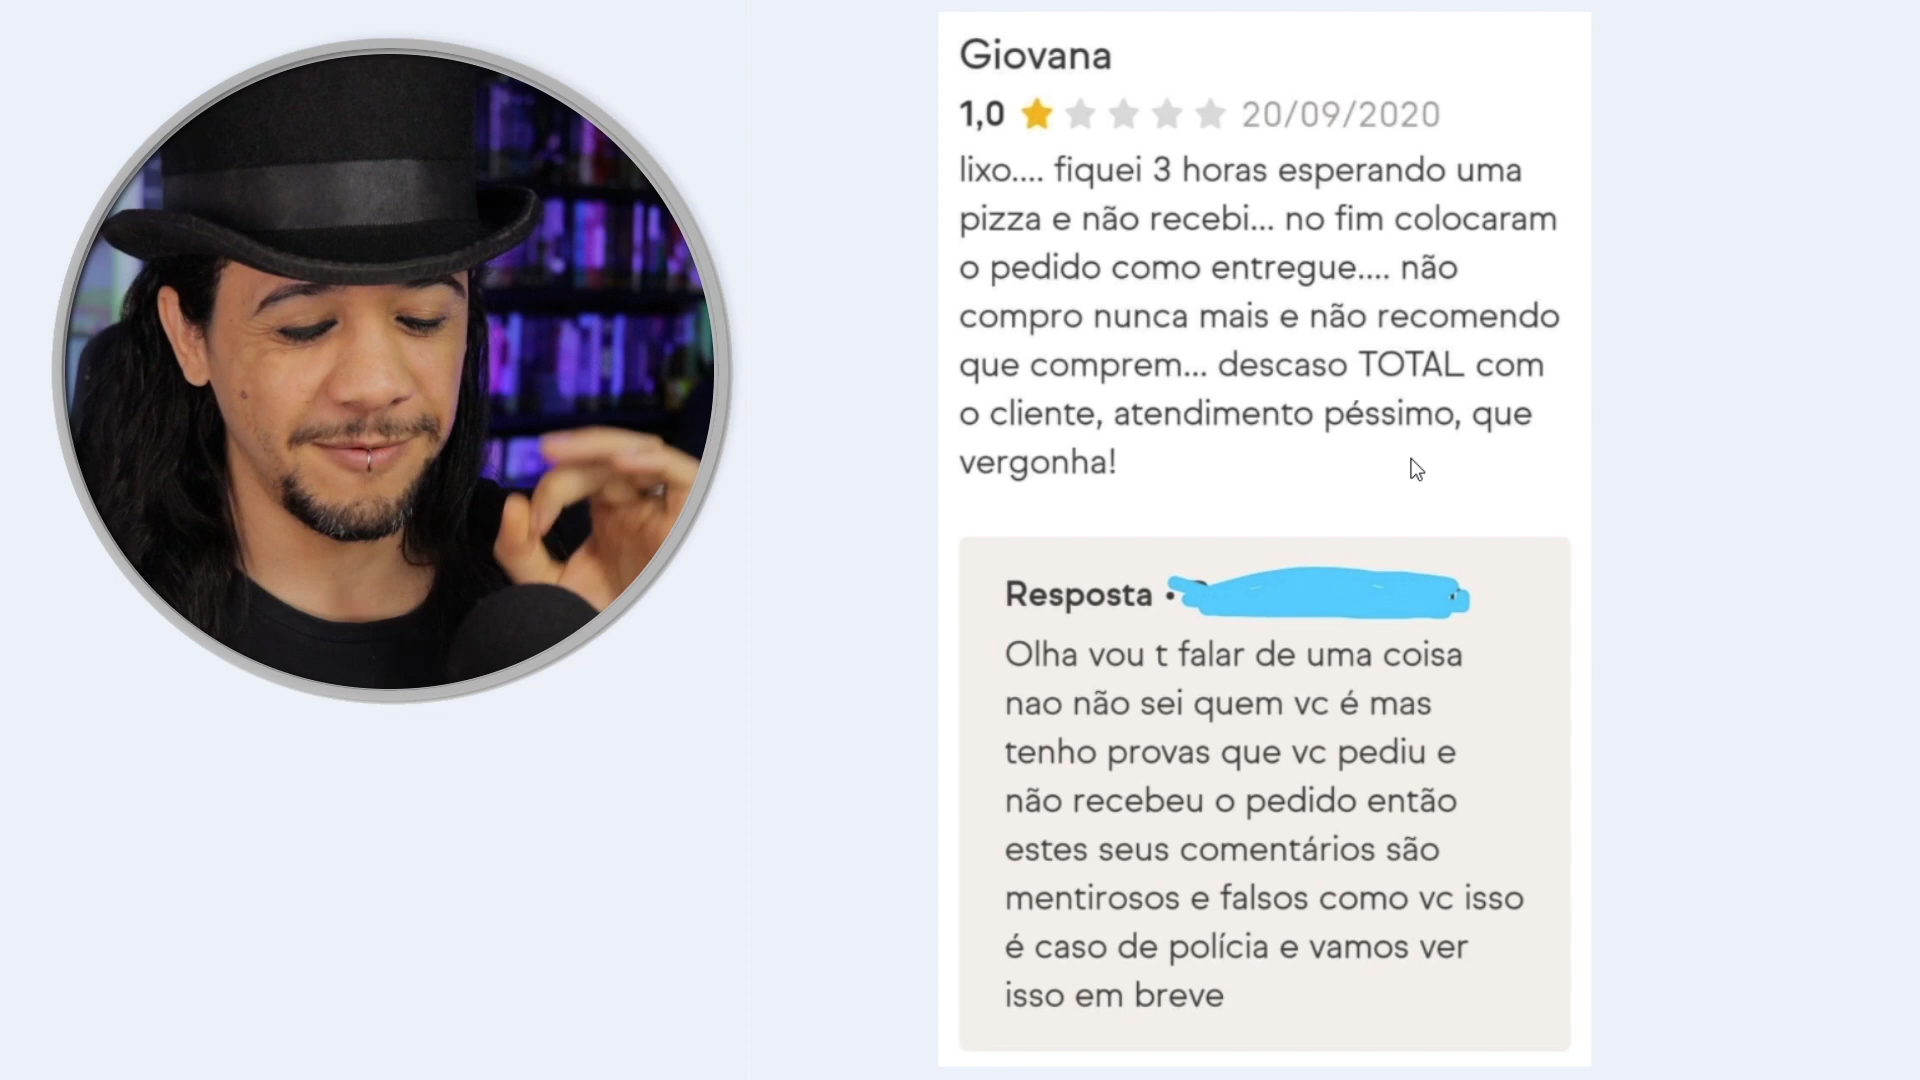 Giovana
1,0 20/09/2020
lixo.... fiquei 3 horas esperando uma
pizza e não recebi... no fim colocaram
o pedido como entregue.... não
compro nunca mais e não recomendo
que comprem... descaso TOTAL com
o cliente, atendimento péssimo, que
vergonha!
Resposta •
Olha vou t falar de uma coisa
nao não sei quem vc é mas
tenho provas que vc pediu e
não recebeu o pedido então
estes seus comentários são
mentirosos e falsos como vc isso
é caso de polícia e vamos ver
isso em breve